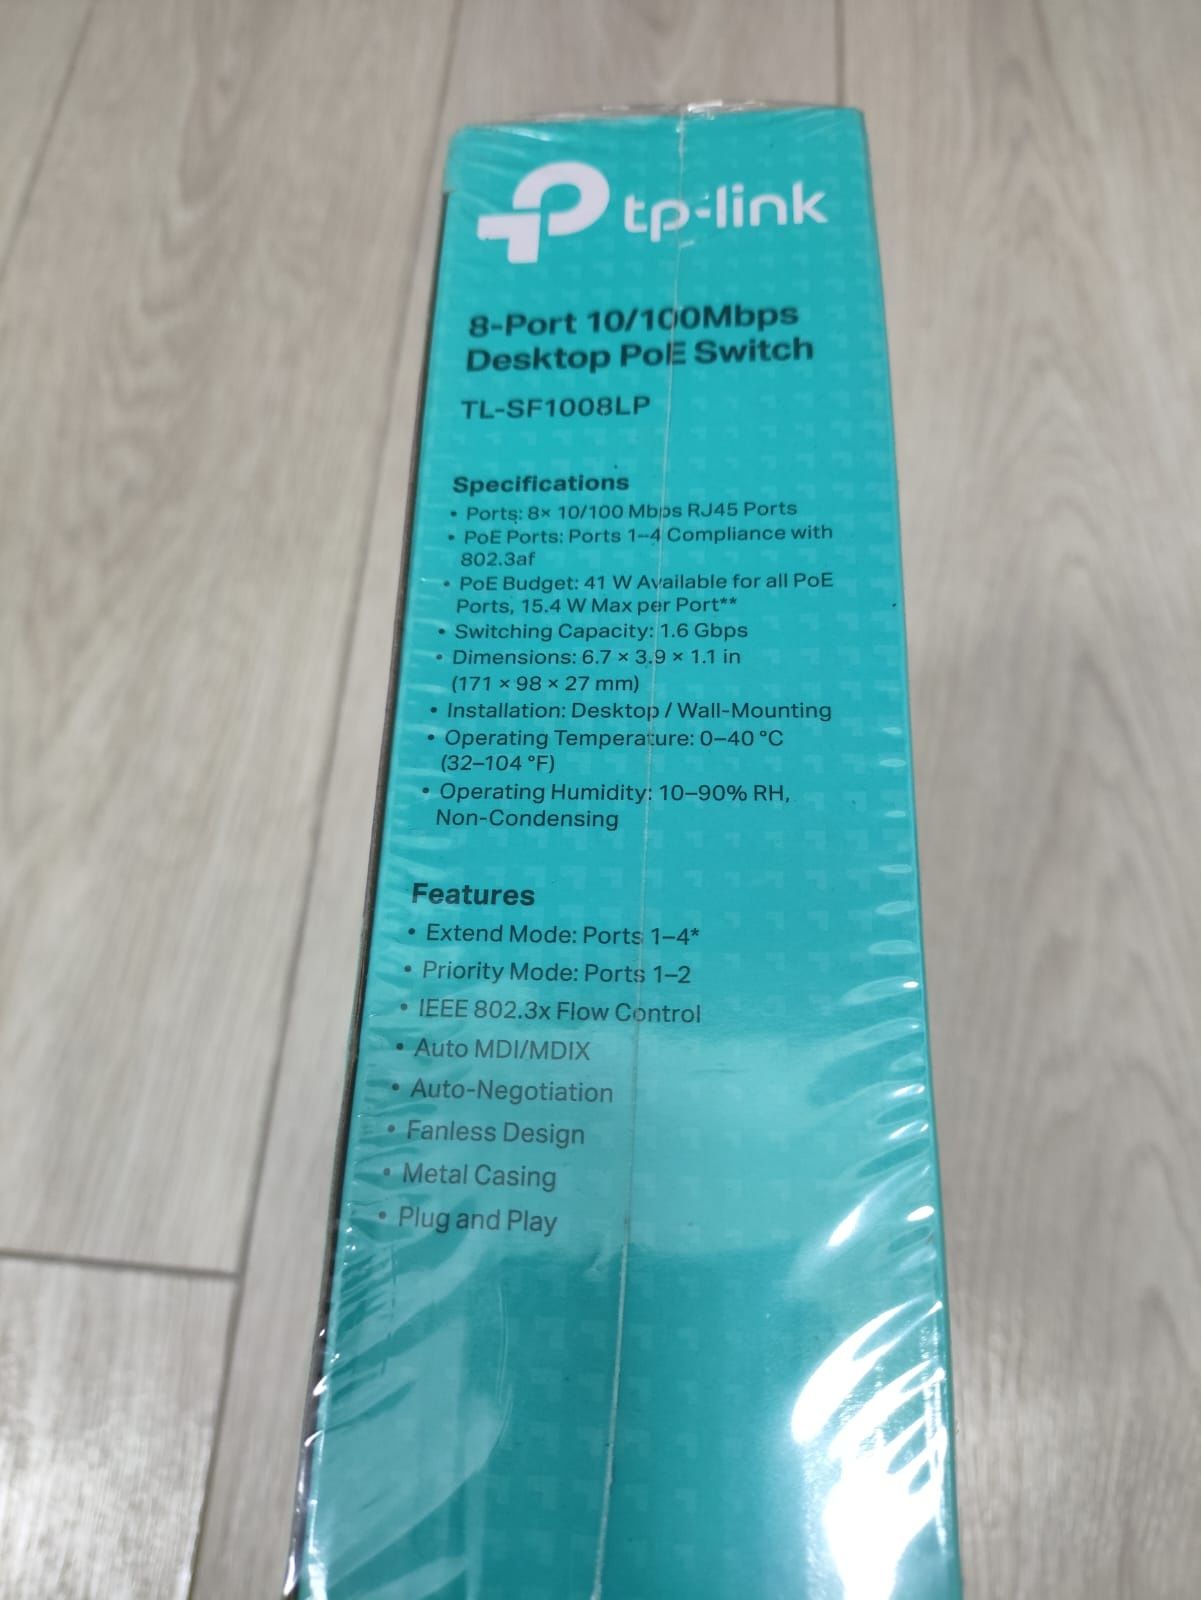 tp-link
8-Port 10/100Mbps
Desktop PoE Switch
TL-SF1008LP
Specifications
• Ports: 8× 10/100 Mbps RJ45 Ports
• PoE Ports: Ports 1–4 Compliance with
802.3af
• PoE Budget: 41 W Available for all PoE
Ports, 15.4 W Max per Port**
• Switching Capacity: 1.6 Gbps
• Dimensions: 6.7 × 3.9 × 1.1 in
(171 × 98 × 27 mm)
• Installation: Desktop / Wall-Mounting
• Operating Temperature: 0–40 °C
(32–104 °F)
• Operating Humidity: 10–90% RH,
Non-Condensing
Features
• Extend Mode: Ports 1–4*
• Priority Mode: Ports 1–2
• IEEE 802.3x Flow Control
• Auto MDI/MDIX
• Auto-Negotiation
• Fanless Design
• Metal Casing
• Plug and Play